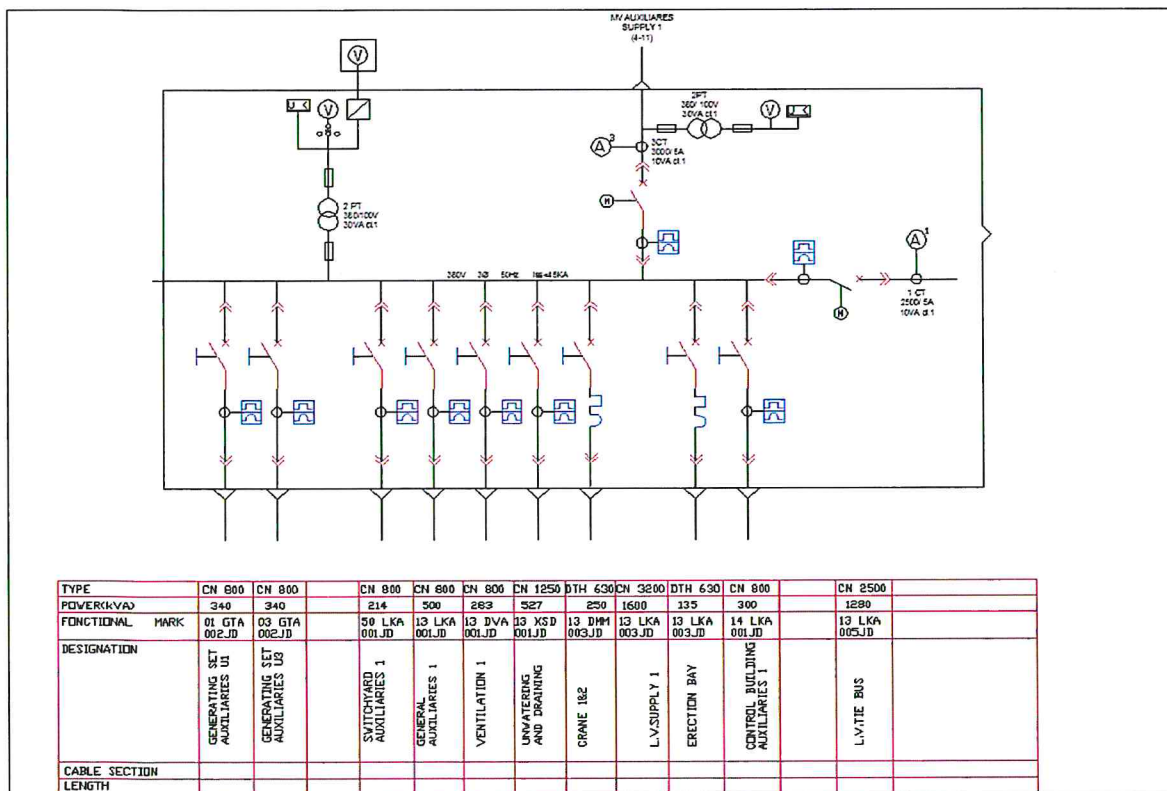 MV AUXILIARES
SUPPLY 1
(4-11)
V
U <
V
2PT
380/ 100V
30VA cl.1
V
U <
A 3
3CT
3000/ 5A
10VA cl.1
M
2 PT
380/100V
30VA cl.1
A 1
380V 3Ø 50Hz
1 CT
2500/ 5A
10VA cl.1
M
TYPE CN 800 CN 800 CN 800 CN 800 CN 800 CN 1250 DTH 630 CN 3200 DTH 630 CN 800 CN 2500
POWER(kVA) 340 340 214 500 283 527 250 1600 135 300 1280
FONCTIONAL MARK 01 GTA 03 GTA 50 LKA 13 LKA 13 DVA 13 XSD 13 DMM 13 LKA 13 LKA 14 LKA 13 LKA
002JD 002JD 001JD 001JD 001JD 001JD 003JD 003JD 003JD 001JD 005JD
DESIGNATION
GENERATING SET
AUXILIARIES U1
GENERATING SET
AUXILIARIES U3
SWITCHYARD
AUXILIARIES 1
GENERAL
AUXILIARIES 1
VENTILATION 1
UNWATERING
AND DRAINING
CRANE 1&2
L.V.SUPPLY 1
ERECTION BAY
CONTROL BUILDING
AUXILIARIES 1
L.V.TIE BUS
CABLE SECTION
LENGTH